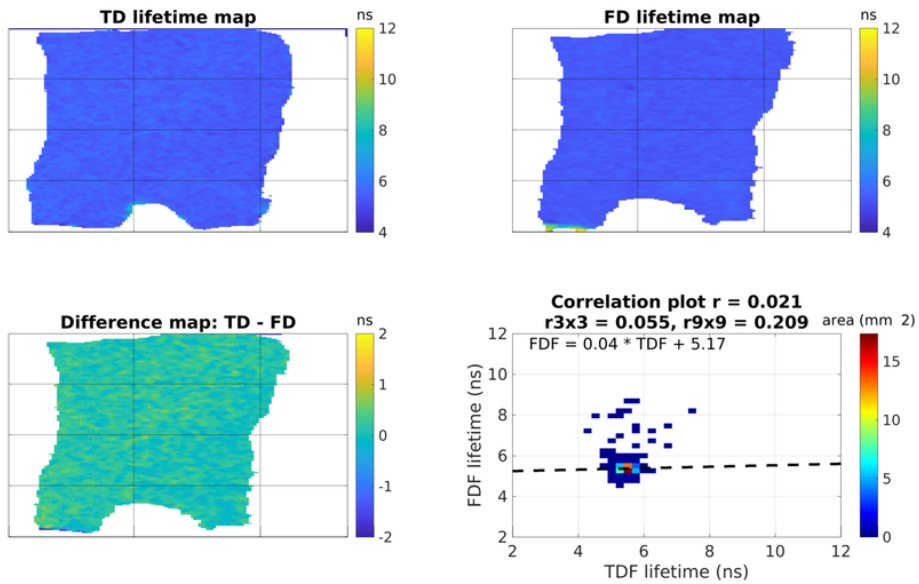 TD lifetime map
ns
12
10
8
6
4
FD lifetime map
ns
12
10
8
6
4
Difference map: TD - FD
ns
2
1
0
-1
-2
Correlation plot r = 0.021
r3x3 = 0.055, r9x9 = 0.209
area (mm 2)
FDF = 0.04 * TDF + 5.17
FDF lifetime (ns)
12
10
8
6
4
2
2
4
6
8
10
12
TDF lifetime (ns)
15
10
5
0